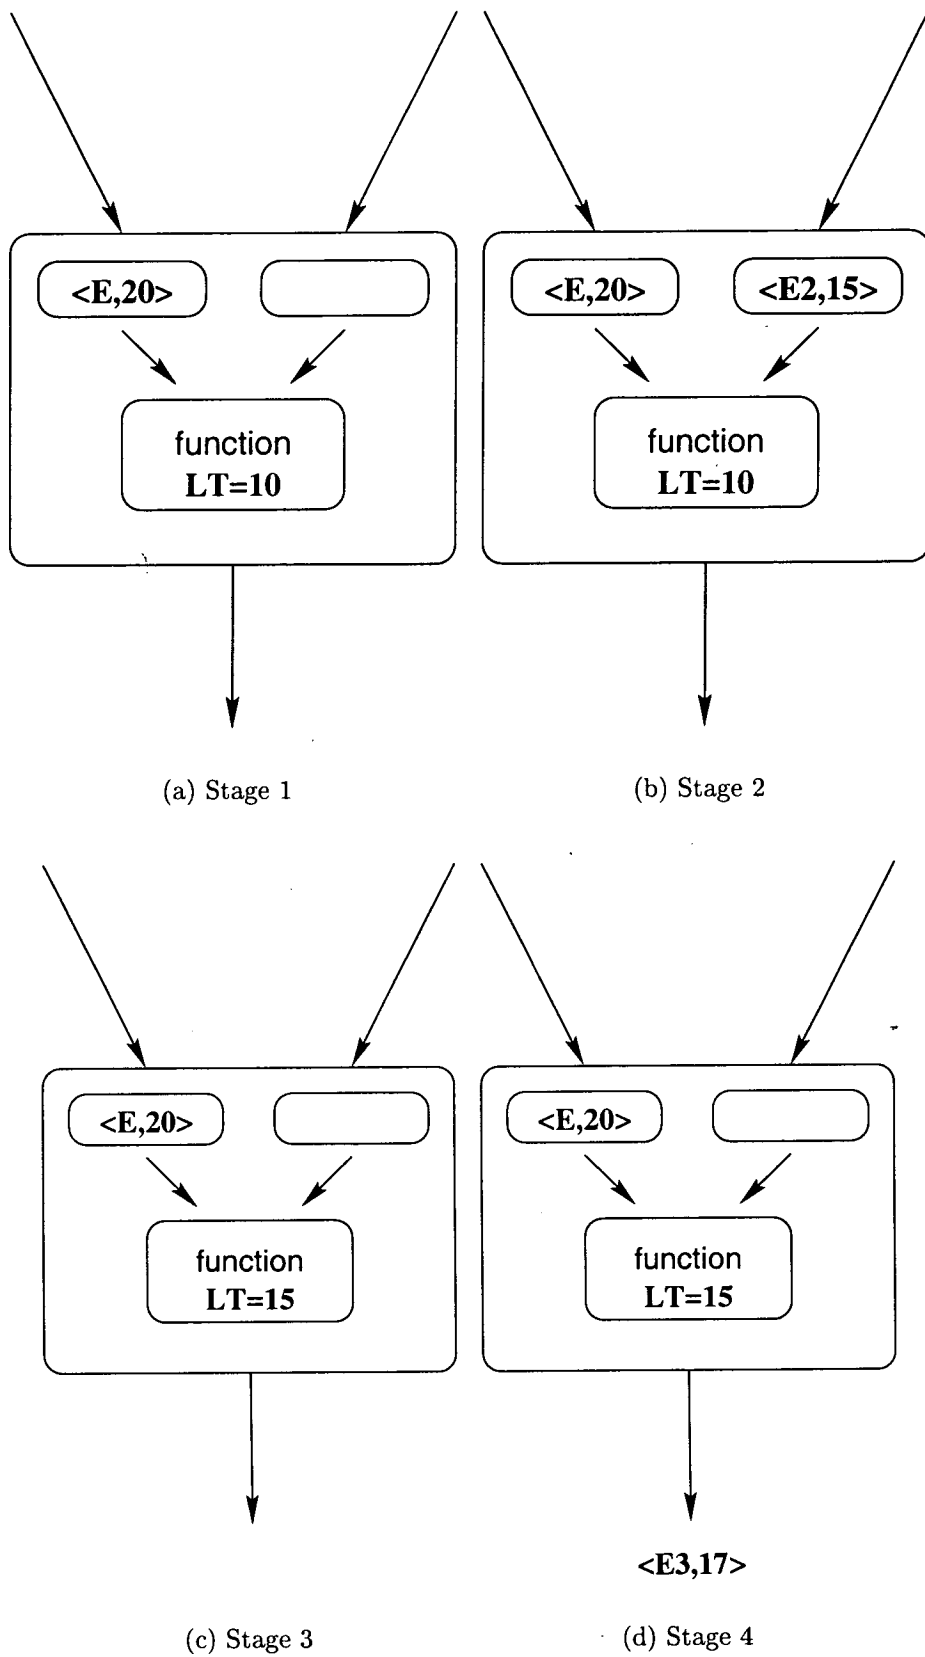 <E,20>
function
LT=10
(a) Stage 1
<E,20> <E2,15>
function
LT=10
(b) Stage 2
<E,20>
function
LT=15
(c) Stage 3
<E,20>
function
LT=15
<E3,17>
(d) Stage 4